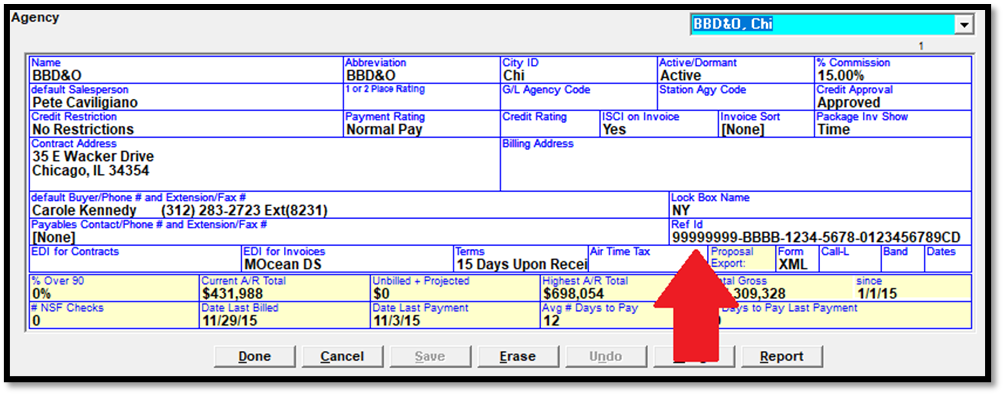 Agency
BBD&O, Chi
1
Name Abbreviation City ID Active/Dormant % Commission
BBD&O BBD&O Chi Active 15.00%
default Salesperson 1 or 2 Place Rating G/L Agency Code Station Agy Code Credit Approval
Pete Caviligiano Approved
Credit Restriction Payment Rating Credit Rating ISCI on Invoice Invoice Sort Package Inv Show
No Restrictions Normal Pay Yes [None] Time
Contract Address Billing Address
35 E Wacker Drive
Chicago, IL 34354
default Buyer/Phone # and Extension/Fax # Lock Box Name
Carole Kennedy (312) 283-2723 Ext(8231) NY
Payables Contact/Phone # and Extension/Fax # Ref Id
[None] 99999999-BBBB-1234-5678-0123456789CD
EDI for Contracts EDI for Invoices Terms Air Time Tax Proposal Form Call-L Band Dates
MOcean DS 15 Days Upon Recei Export: XML
% Over 90 Current A/R Total Unbilled + Projected Highest A/R Total Gross since
0% $431,988 $0 $698,054 309,328 1/1/15
# NSF Checks Date Last Billed Date Last Payment Avg # Days to Pay Days to Pay Last Payment
0 11/29/15 11/3/15 12
Done Cancel Save Erase Undo Report